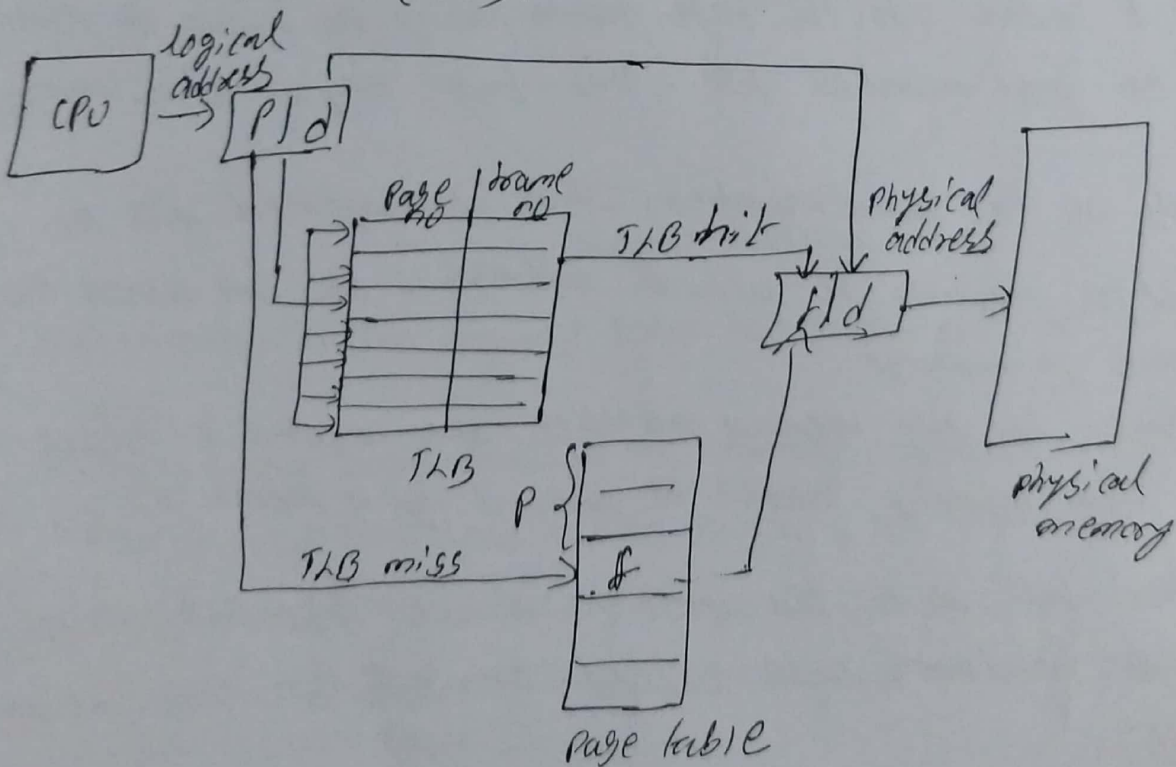 logical
address
CPU
P d
Page no
frame no
TLB hit
physical
address
f d
TLB
P
TLB miss
f
physical
memory
page table